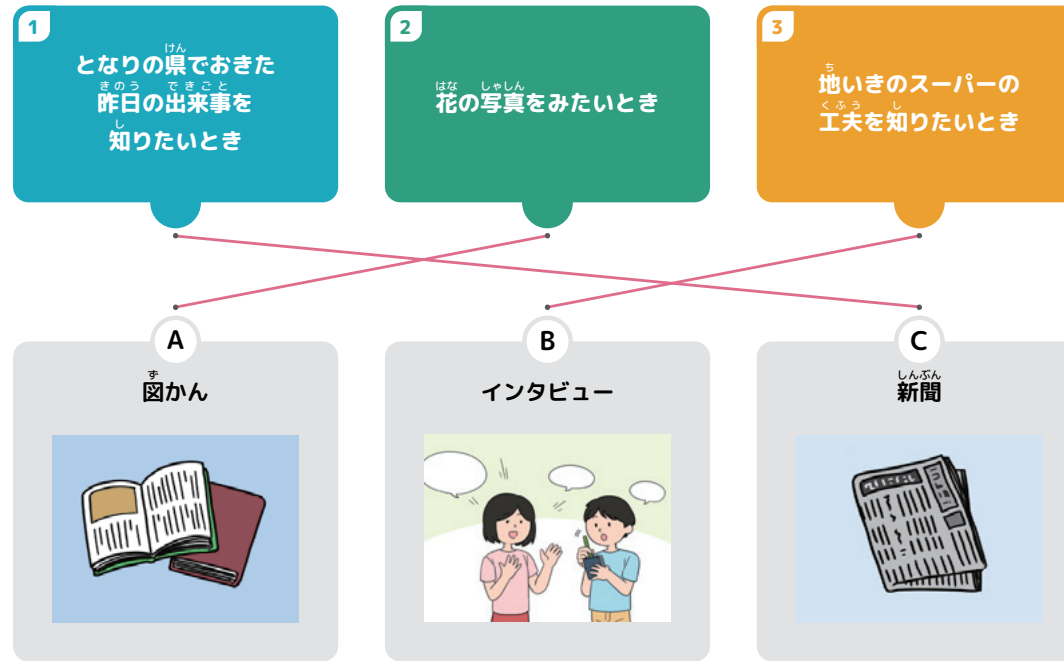 1
となりの県でおきた
昨日の出来事を
知りたいとき
2
花の写真をみたいとき
3
地いきのスーパーの
工夫を知りたいとき
A
図かん
B
インタビュー
C
新聞